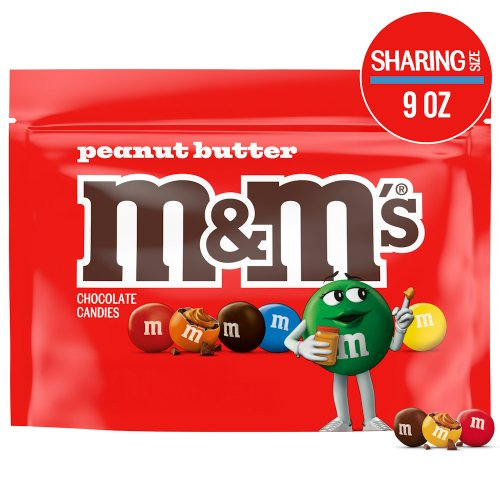 SHARING SIZE
9 OZ
peanut butter
m&m's®
CHOCOLATE
CANDIES
m m m m m
m
m m m